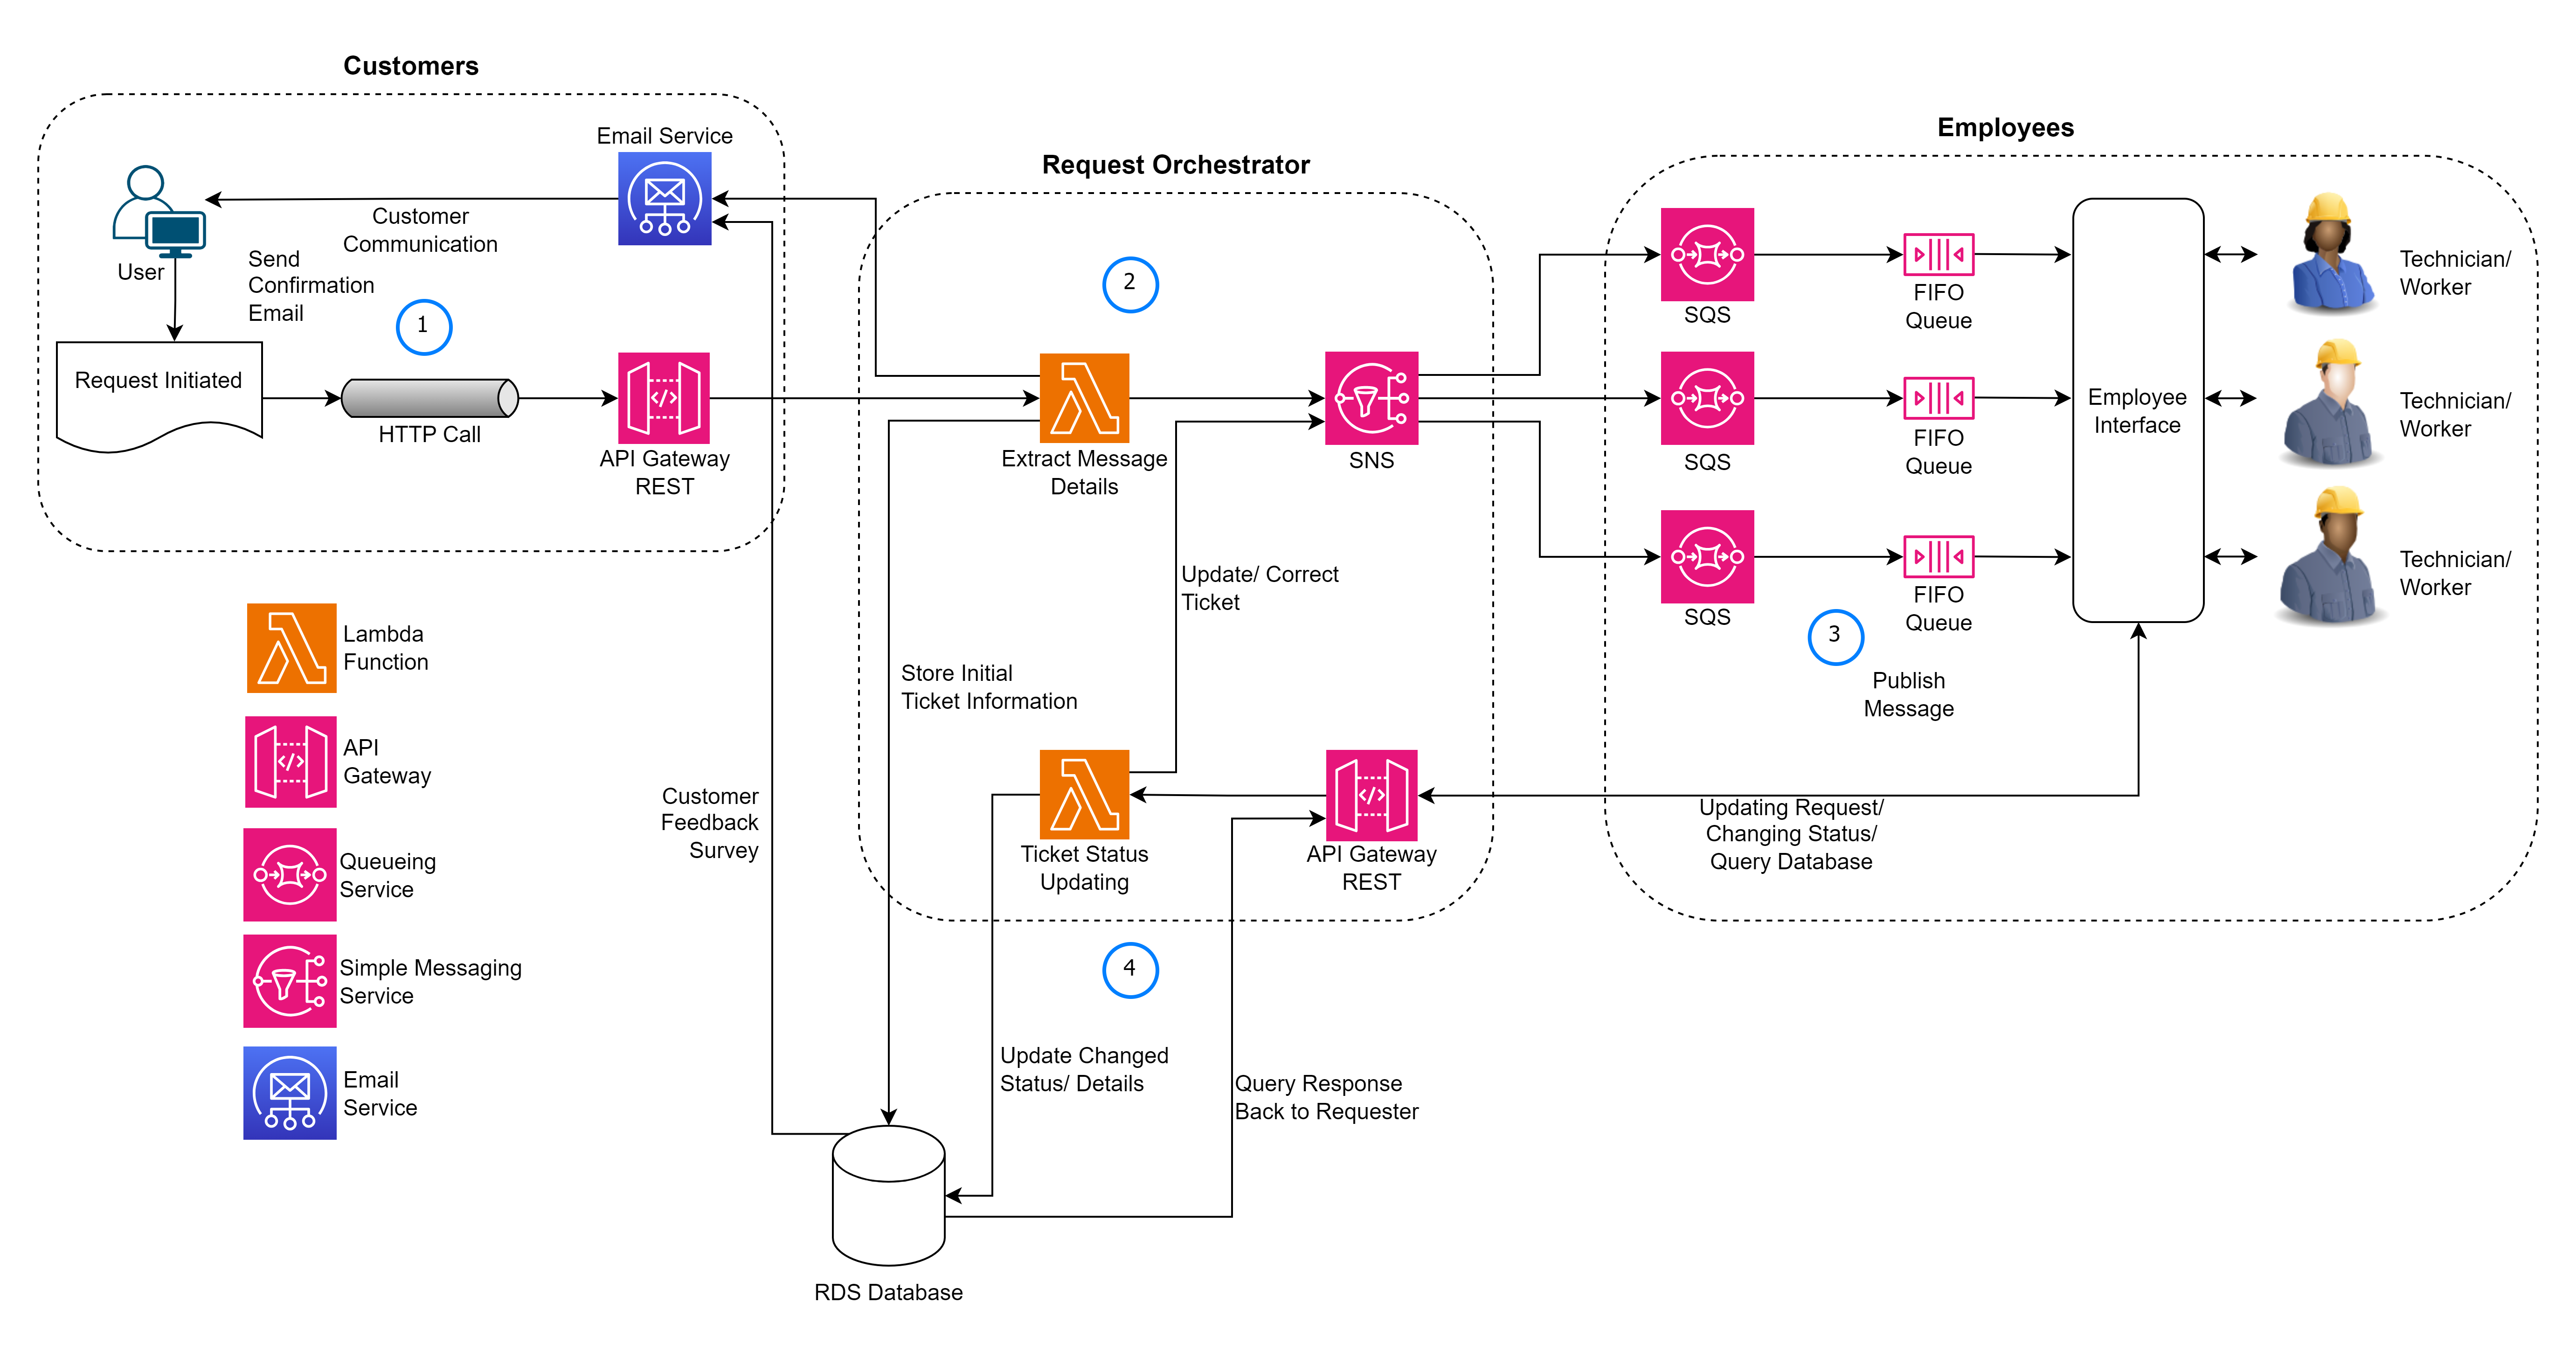 Customers
Email Service
Customer
Communication
User
Send
Confirmation
Email
1
Request Initiated
HTTP Call
API Gateway
REST
Request Orchestrator
2
Extract Message
Details
SNS
Update/ Correct
Ticket
Store Initial
Ticket Information
Ticket Status
Updating
API Gateway
REST
Employees
SQS
FIFO
Queue
SQS
FIFO
Queue
SQS
FIFO
Queue
Employee
Interface
Technician/
Worker
Technician/
Worker
Technician/
Worker
3
Publish
Message
Updating Request/
Changing Status/
Query Database
Lambda
Function
API
Gateway
Queueing
Service
Simple Messaging
Service
Email
Service
Customer
Feedback
Survey
4
Update Changed
Status/ Details
Query Response
Back to Requester
RDS Database